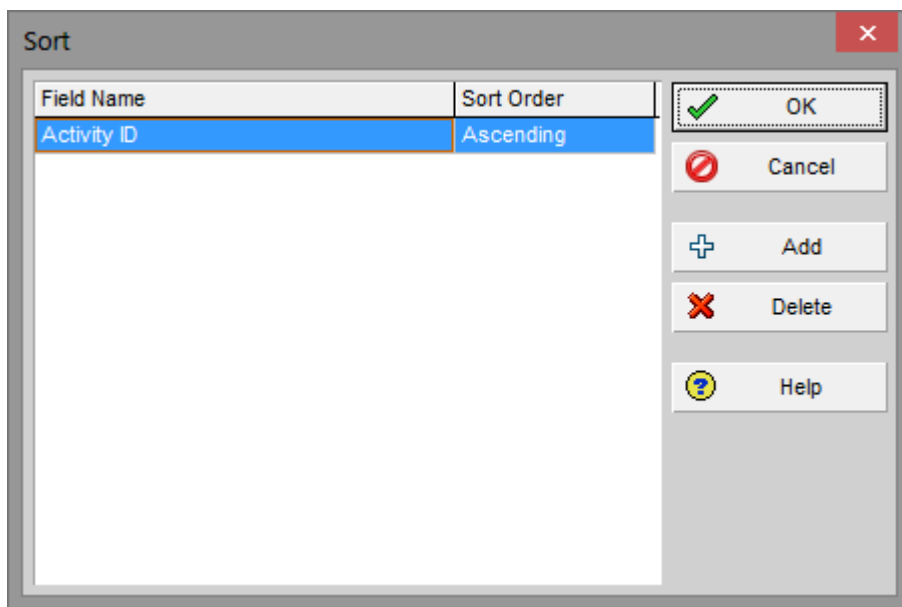 Sort
Field Name Sort Order
Activity ID Ascending
OK
Cancel
Add
Delete
Help